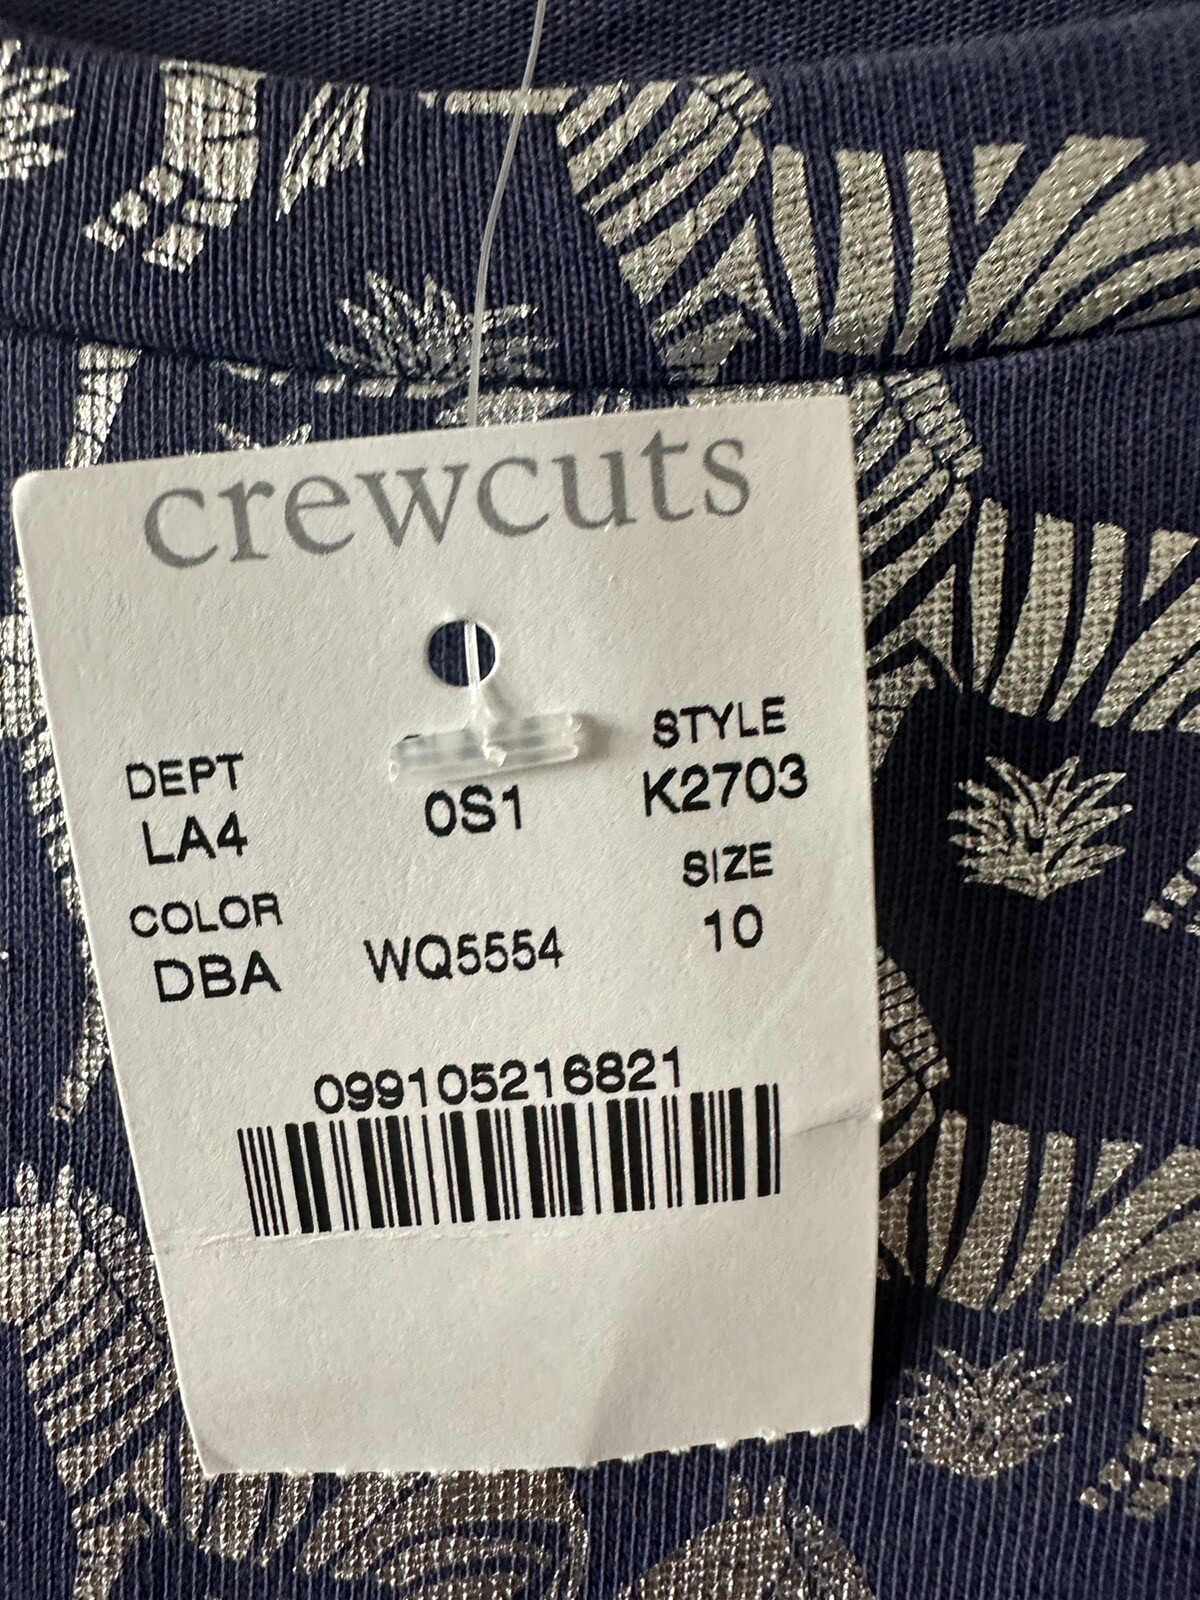 crewcuts
DEPT STYLE
LA4 0S1 K2703
COLOR SIZE
DBA WQ5554 10
099105216821